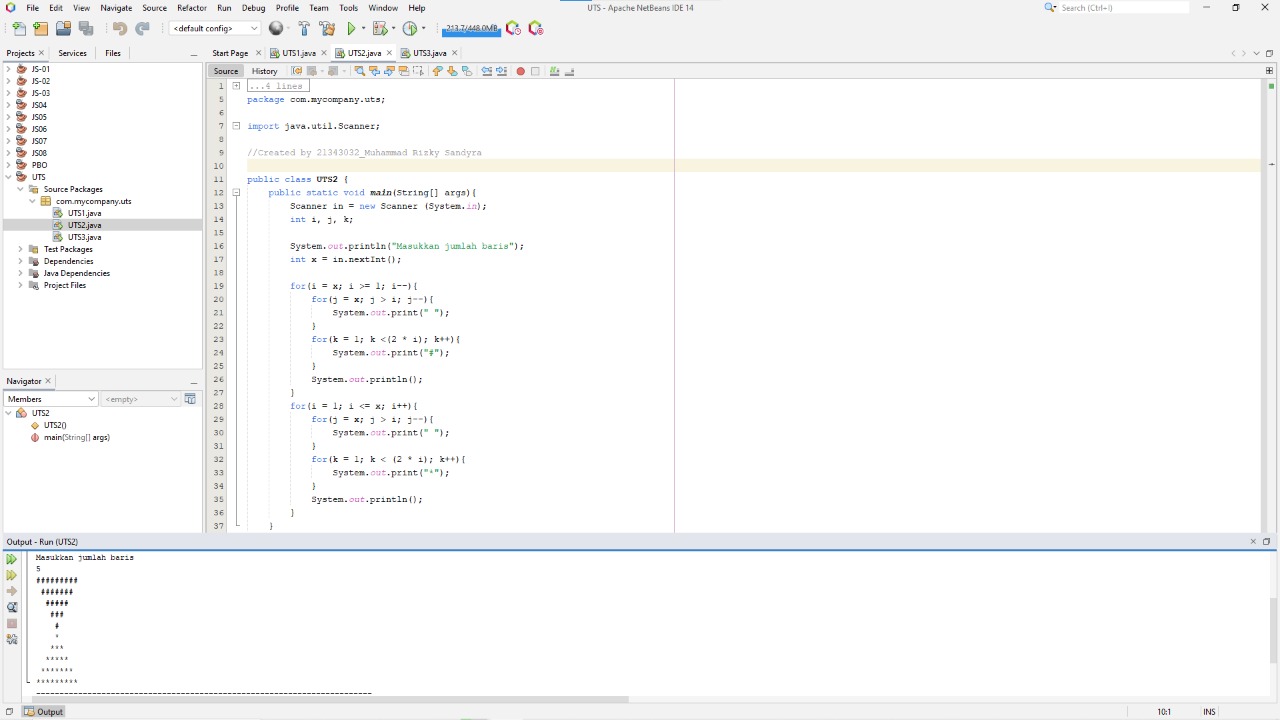 File Edit View Navigate Source Refactor Run Debug Profile Team Tools Window Help
UTS - Apache NetBeans IDE 14
Search (Ctrl+I)
<default config>
213.7/448.0MB
Projects Services Files
Start Page UTS1.java UTS2.java UTS3.java
Source History
JS-01
JS-02
JS-03
JS04
JS05
JS06
JS07
JS08
PBO
UTS
Source Packages
com.mycompany.uts
UTS1.java
UTS2.java
UTS3.java
Test Packages
Dependencies
Java Dependencies
Project Files
Navigator
Members <empty>
UTS2
UTS2()
main(String[] args)
1 ...4 lines
5 package com.mycompany.uts;
6
7 import java.util.Scanner;
8
9 //Created by 21343032_Muhammad Rizky Sandyra
10
11 public class UTS2 {
12 public static void main(String[] args){
13 Scanner in = new Scanner (System.in);
14 int i, j, k;
15
16 System.out.println("Masukkan jumlah baris");
17 int x = in.nextInt();
18
19 for(i = x; i >= 1; i--){
20 for(j = x; j > i; j--){
21 System.out.print(" ");
22 }
23 for(k = 1; k <(2 * i); k++){
24 System.out.print("#");
25 }
26 System.out.println();
27 }
28 for(i = 1; i <= x; i++){
29 for(j = x; j > i; j--){
30 System.out.print(" ");
31 }
32 for(k = 1; k < (2 * i); k++){
33 System.out.print("*");
34 }
35 System.out.println();
36 }
37 }
Output - Run (UTS2)
Masukkan jumlah baris
5
#########
#######
#####
###
#
*
***
*****
*******
*********
------------------------------------------------------------------------
Output
10:1 INS